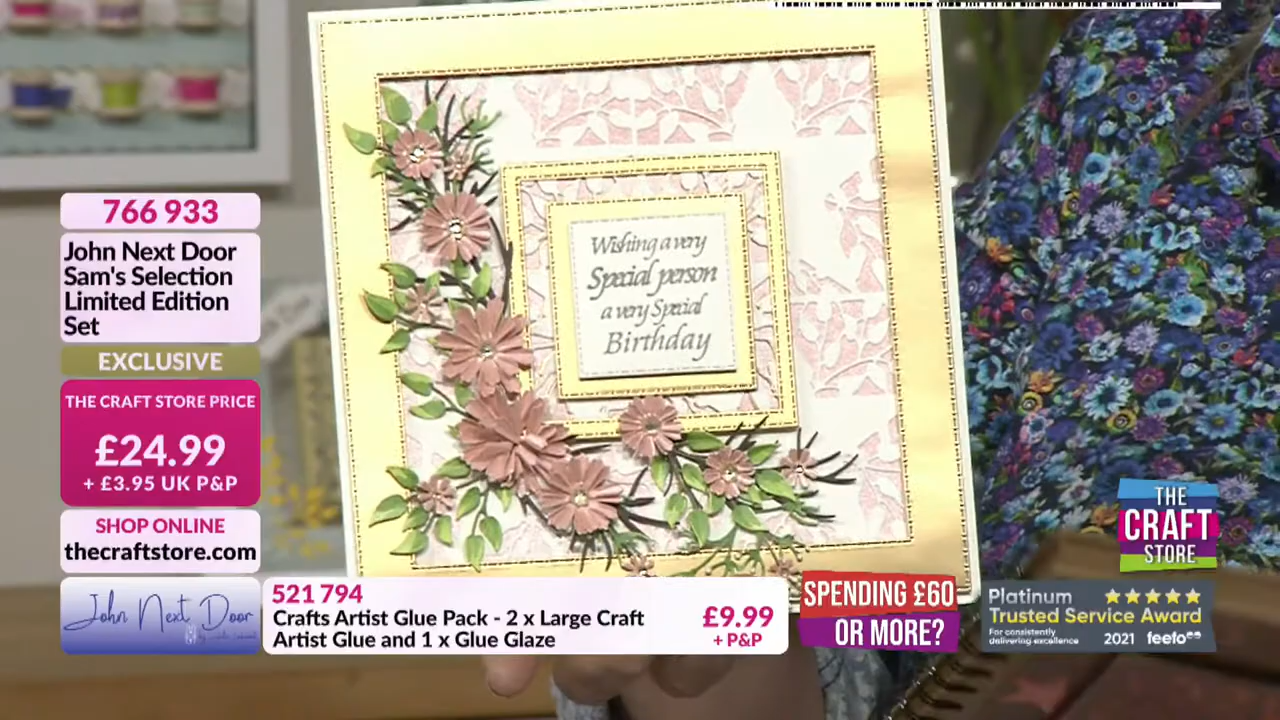 766 933
John Next Door
Sam's Selection
Limited Edition
Set
EXCLUSIVE
THE CRAFT STORE PRICE
£24.99
+ £3.95 UK P&P
SHOP ONLINE
thecraftstore.com
John Next Door
521 794
Crafts Artist Glue Pack - 2 x Large Craft
Artist Glue and 1 x Glue Glaze
£9.99
+ P&P
SPENDING £60
OR MORE?
Platinum
Trusted Service Award
For consistently
delivering excellence
2021 feefo
THE
CRAFT
STORE
Wishing a very
Special person
a very Special
Birthday